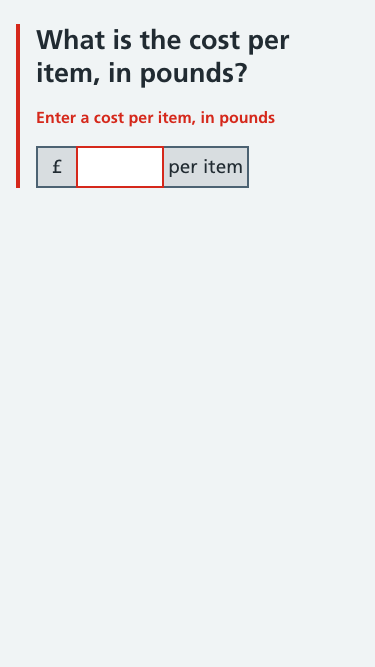 What is the cost per
item, in pounds?
Enter a cost per item, in pounds
£ per item